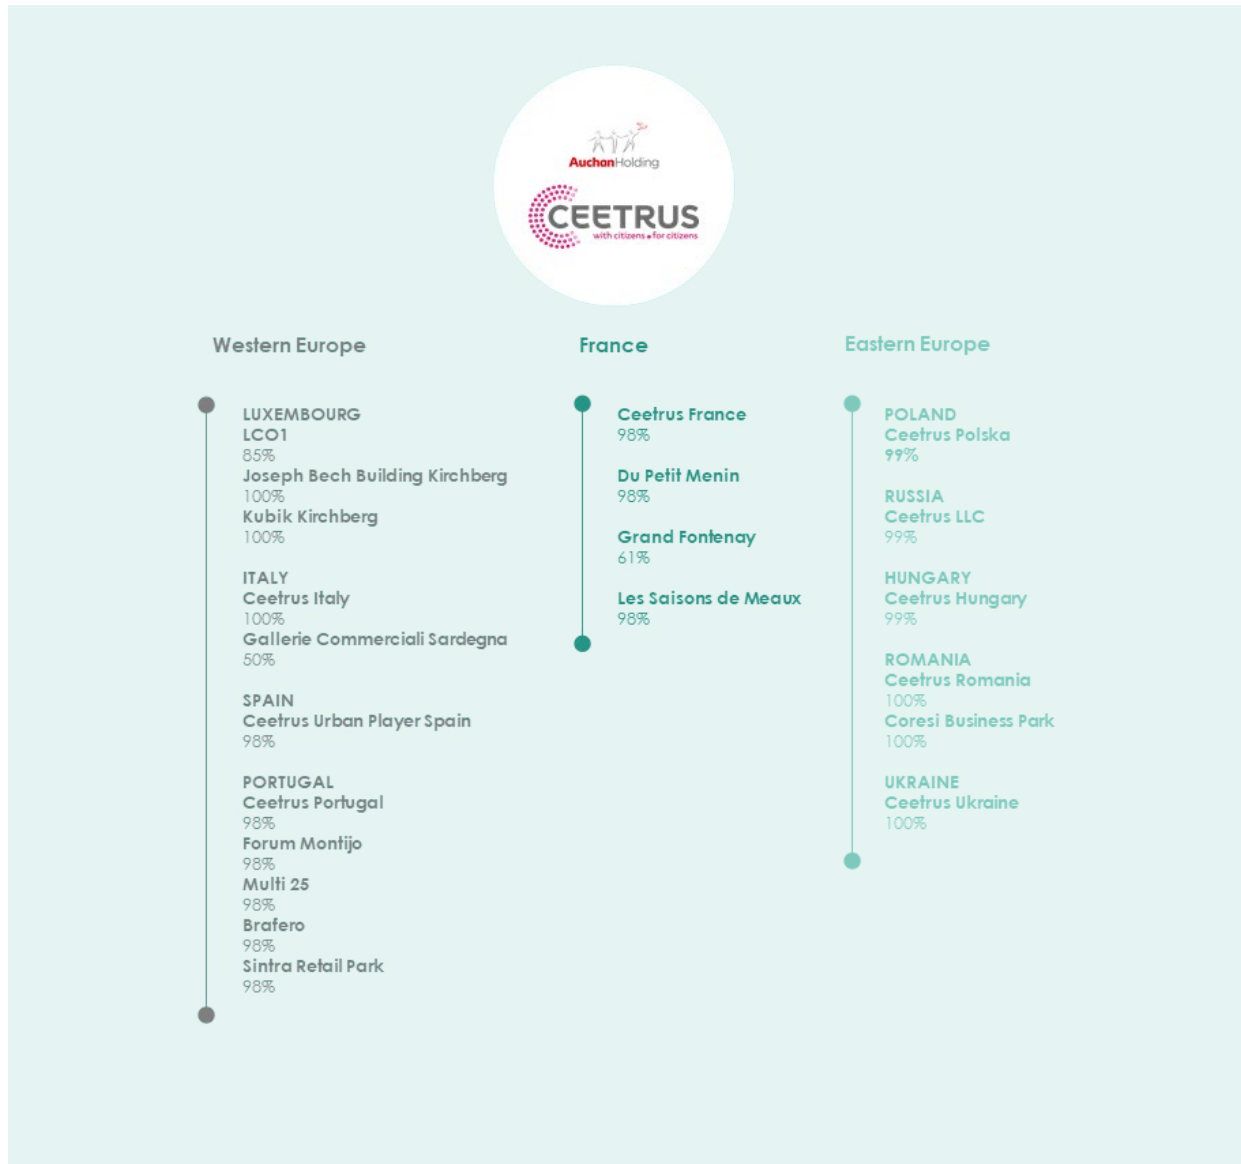 AuchanHolding
CEETRUS
with citizens • for citizens
Western Europe
LUXEMBOURG
LCO1
85%
Joseph Bech Building Kirchberg
100%
Kubik Kirchberg
100%
ITALY
Ceetrus Italy
100%
Gallerie Commerciali Sardegna
50%
SPAIN
Ceetrus Urban Player Spain
98%
PORTUGAL
Ceetrus Portugal
98%
Forum Montijo
98%
Multi 25
98%
Brafero
98%
Sintra Retail Park
98%
France
Ceetrus France
98%
Du Petit Menin
98%
Grand Fontenay
61%
Les Saisons de Meaux
98%
Eastern Europe
POLAND
Ceetrus Polska
99%
RUSSIA
Ceetrus LLC
99%
HUNGARY
Ceetrus Hungary
99%
ROMANIA
Ceetrus Romania
100%
Coresi Business Park
100%
UKRAINE
Ceetrus Ukraine
100%